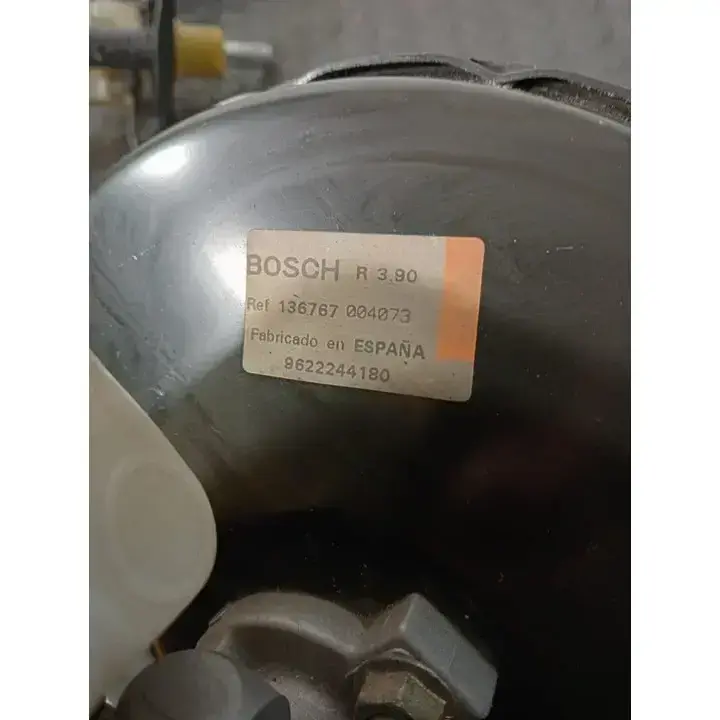 BOSCH R 3.90
Ref 136767 004073
Fabricado en ESPAÑA
9622244180